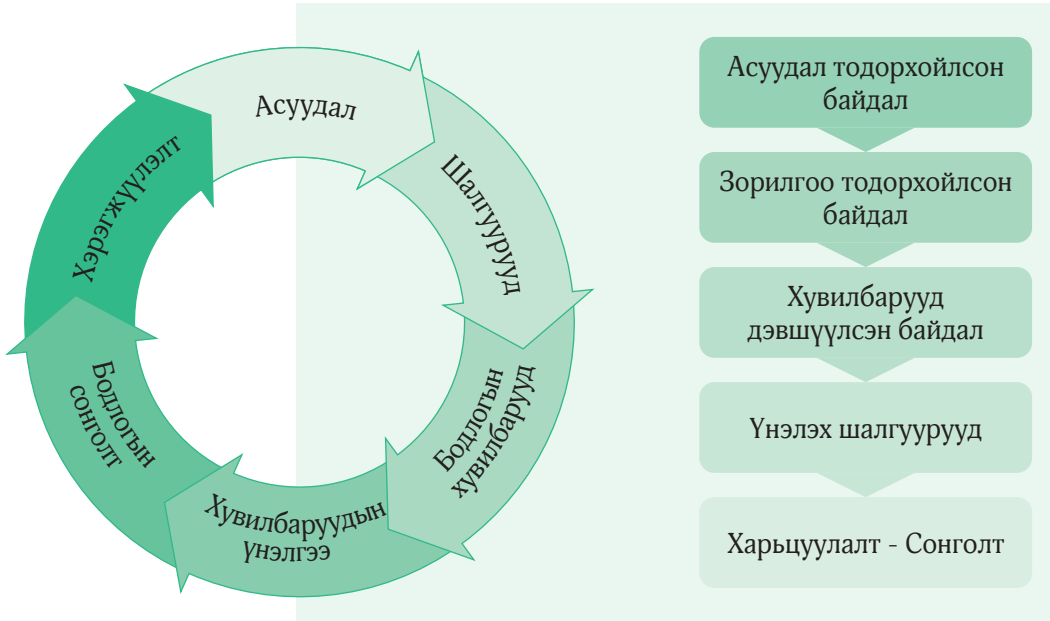 Асуудал
Шалгуурууд
Бодлогын
хувилбарууд
Хувилбаруудын
үнэлгээ
Бодлогын
сонголт
Хэрэгжүүлэлт
Асуудал тодорхойлсон
байдал
Зорилгоо тодорхойлсон
байдал
Хувилбарууд
дэвшүүлсэн байдал
Үнэлэх шалгуурууд
Харьцуулалт - Сонголт